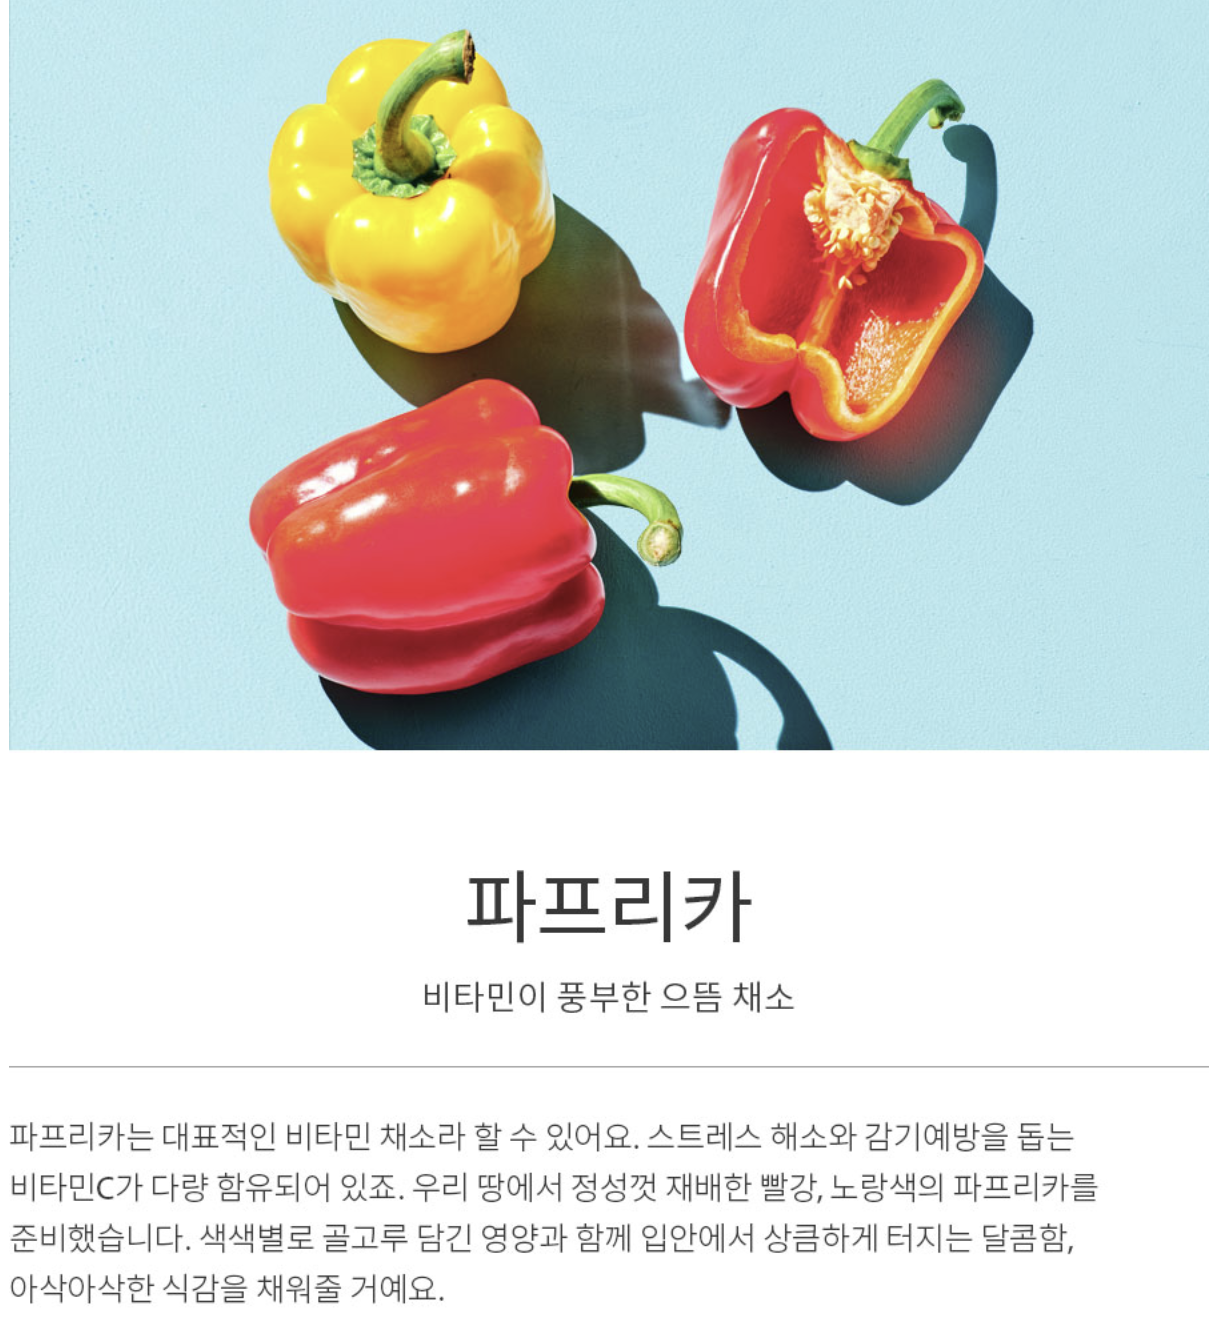 파프리카
비타민이 풍부한 으뜸 채소
파프리카는 대표적인 비타민 채소라 할 수 있어요. 스트레스 해소와 감기예방을 돕는
비타민C가 다량 함유되어 있죠. 우리 땅에서 정성껏 재배한 빨강, 노랑색의 파프리카를
준비했습니다. 색색별로 골고루 담긴 영양과 함께 입안에서 상큼하게 터지는 달콤함,
아삭아삭한 식감을 채워줄 거예요.